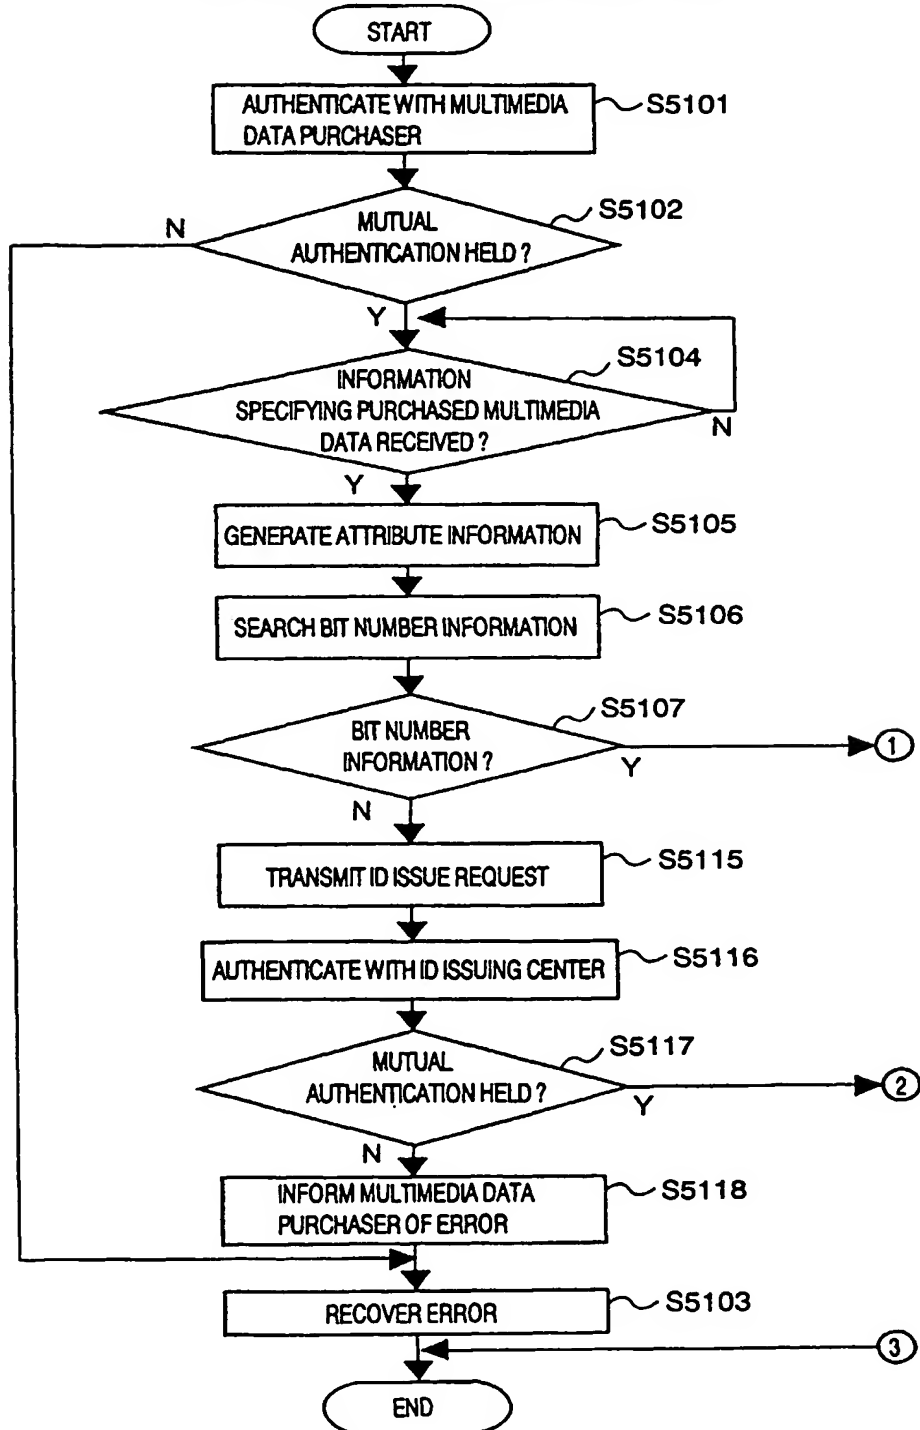 START
AUTHENTICATE WITH MULTIMEDIA
DATA PURCHASER
S5101
MUTUAL
AUTHENTICATION HELD ?
S5102
N
Y
INFORMATION
SPECIFYING PURCHASED MULTIMEDIA
DATA RECEIVED ?
S5104
N
Y
GENERATE ATTRIBUTE INFORMATION
S5105
SEARCH BIT NUMBER INFORMATION
S5106
BIT NUMBER
INFORMATION ?
S5107
Y
1
N
TRANSMIT ID ISSUE REQUEST
S5115
AUTHENTICATE WITH ID ISSUING CENTER
S5116
MUTUAL
AUTHENTICATION HELD ?
S5117
Y
2
N
INFORM MULTIMEDIA DATA
PURCHASER OF ERROR
S5118
RECOVER ERROR
S5103
3
END